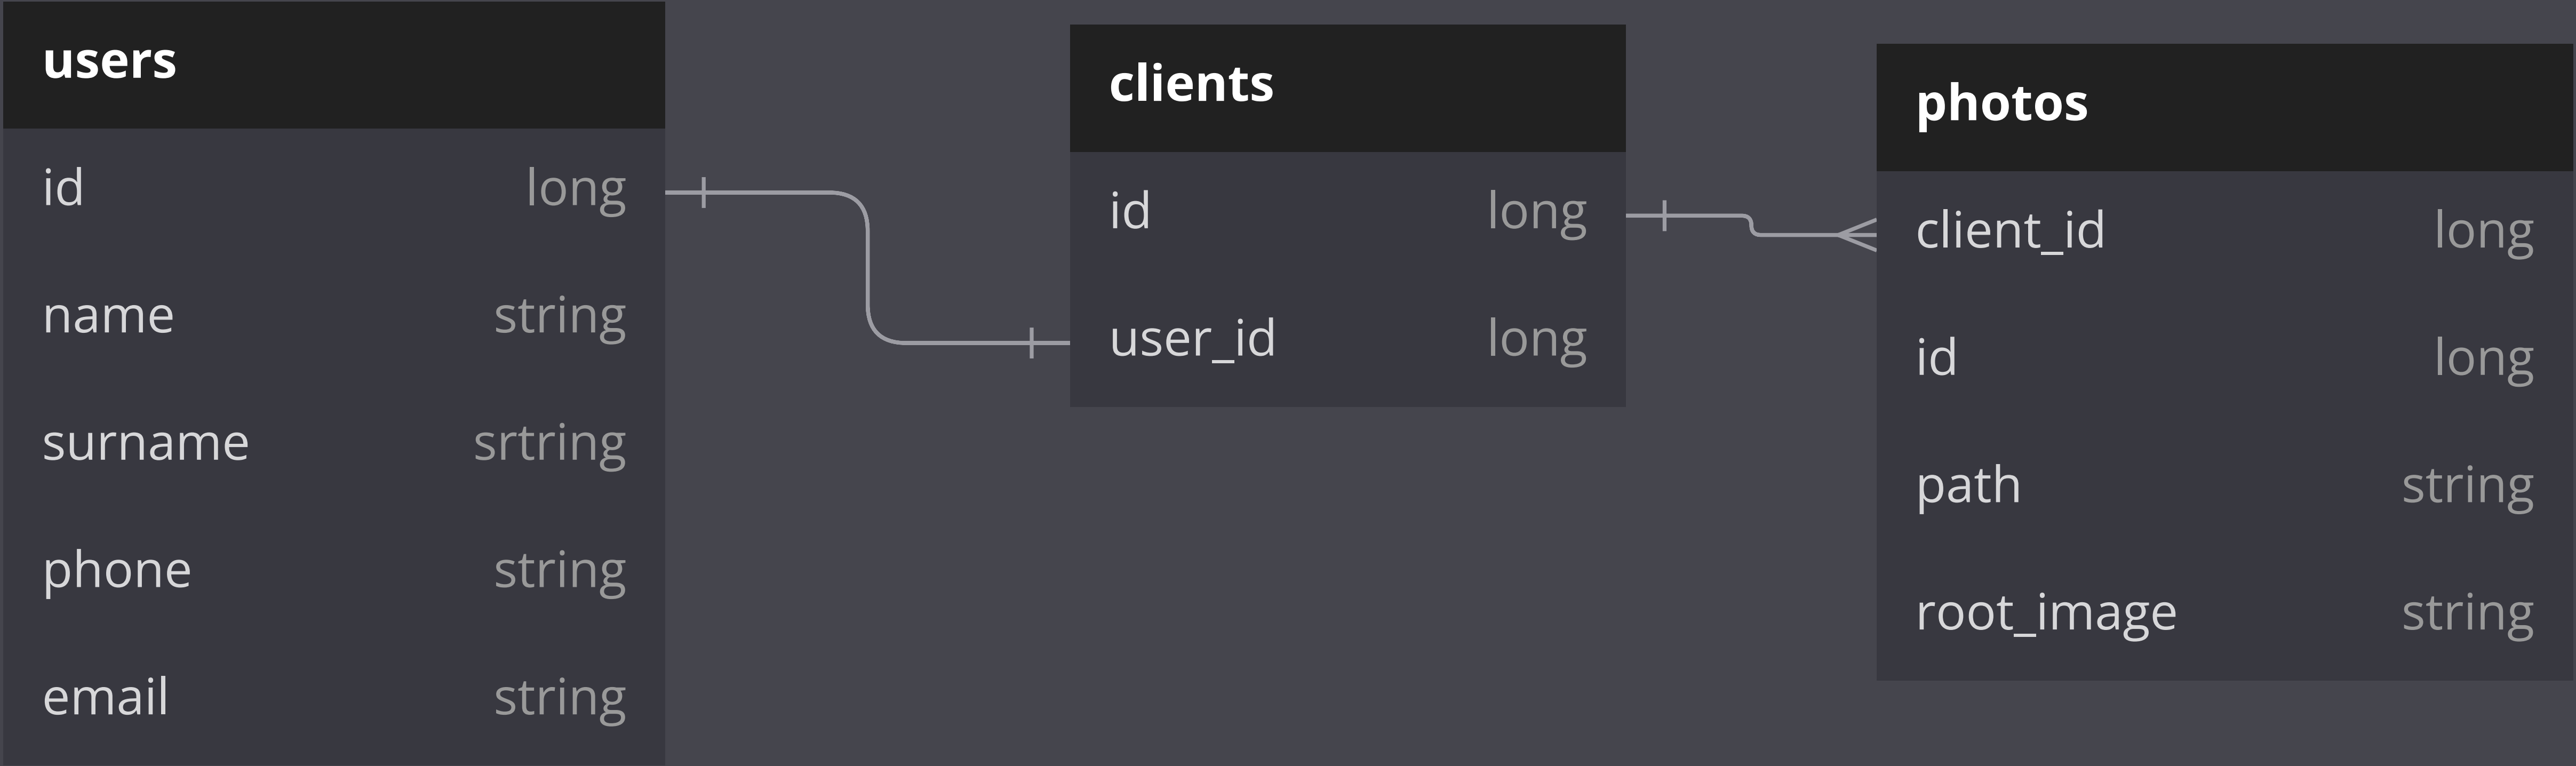 users
id long
name string
surname srtring
phone string
email string
clients
id long
user_id long
photos
client_id long
id long
path string
root_image string